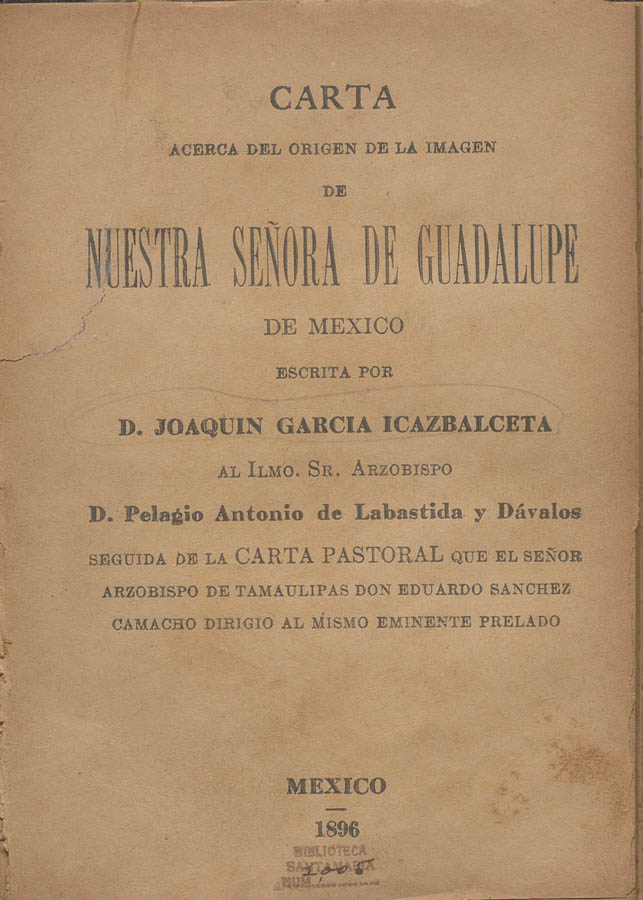 CARTA
ACERCA DEL ORIGEN DE LA IMAGEN
DE
NUESTRA SEÑORA DE GUADALUPE
DE MEXICO
ESCRITA POR
D. JOAQUIN GARCIA ICAZBALCETA
AL ILMO. SR. ARZOBISPO
D. Pelagio Antonio de Labastida y Dávalos
SEGUIDA DE LA CARTA PASTORAL QUE EL SEÑOR
ARZOBISPO DE TAMAULIPAS DON EDUARDO SANCHEZ
CAMACHO DIRIGIO AL MISMO EMINENTE PRELADO
MEXICO
1896
BIBLIOTECA
SANTAMARIA
NUM.